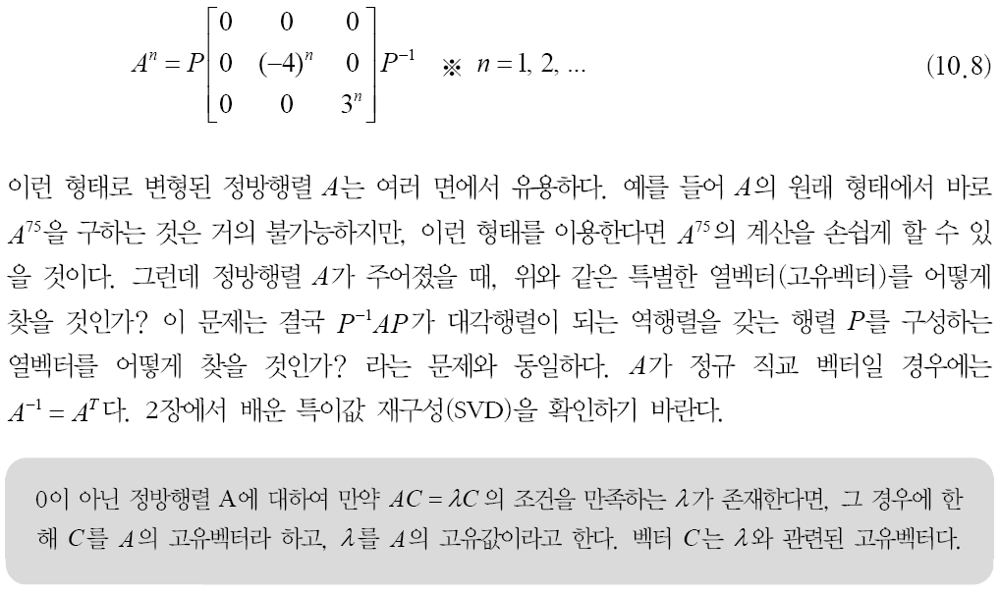 Aⁿ = P [0 0 0; 0 (−4)ⁿ 0; 0 0 3ⁿ] P⁻¹ ※ n = 1, 2, ... (10.8)
이런 형태로 변형된 정방행렬 A는 여러 면에서 유용하다. 예를 들어 A의 원래 형태에서 바로
A⁷⁵을 구하는 것은 거의 불가능하지만, 이런 형태를 이용한다면 A⁷⁵의 계산을 손쉽게 할 수 있
을 것이다. 그런데 정방행렬 A가 주어졌을 때, 위와 같은 특별한 열벡터(고유벡터)를 어떻게
찾을 것인가? 이 문제는 결국 P⁻¹AP가 대각행렬이 되는 역행렬을 갖는 행렬 P를 구성하는
열벡터를 어떻게 찾을 것인가? 라는 문제와 동일하다. A가 정규 직교 벡터일 경우에는
A⁻¹ = Aᵀ다. 2장에서 배운 특이값 재구성(SVD)을 확인하기 바란다.
0이 아닌 정방행렬 A에 대하여 만약 AC = λC의 조건을 만족하는 λ가 존재한다면, 그 경우에 한
해 C를 A의 고유벡터라 하고, λ를 A의 고유값이라고 한다. 벡터 C는 λ와 관련된 고유벡터다.